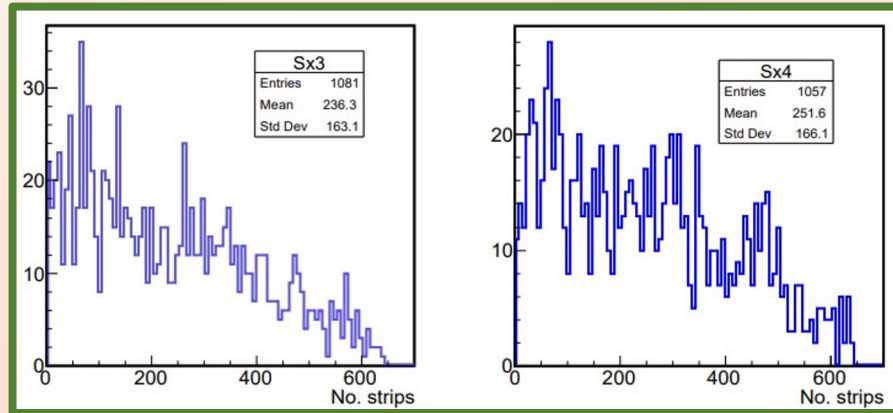 Sx3
Entries 1081
Mean 236.3
Std Dev 163.1
30
20
10
0
0 200 400 600
No. strips
Sx4
Entries 1057
Mean 251.6
Std Dev 166.1
20
10
0
0 200 400 600
No. strips